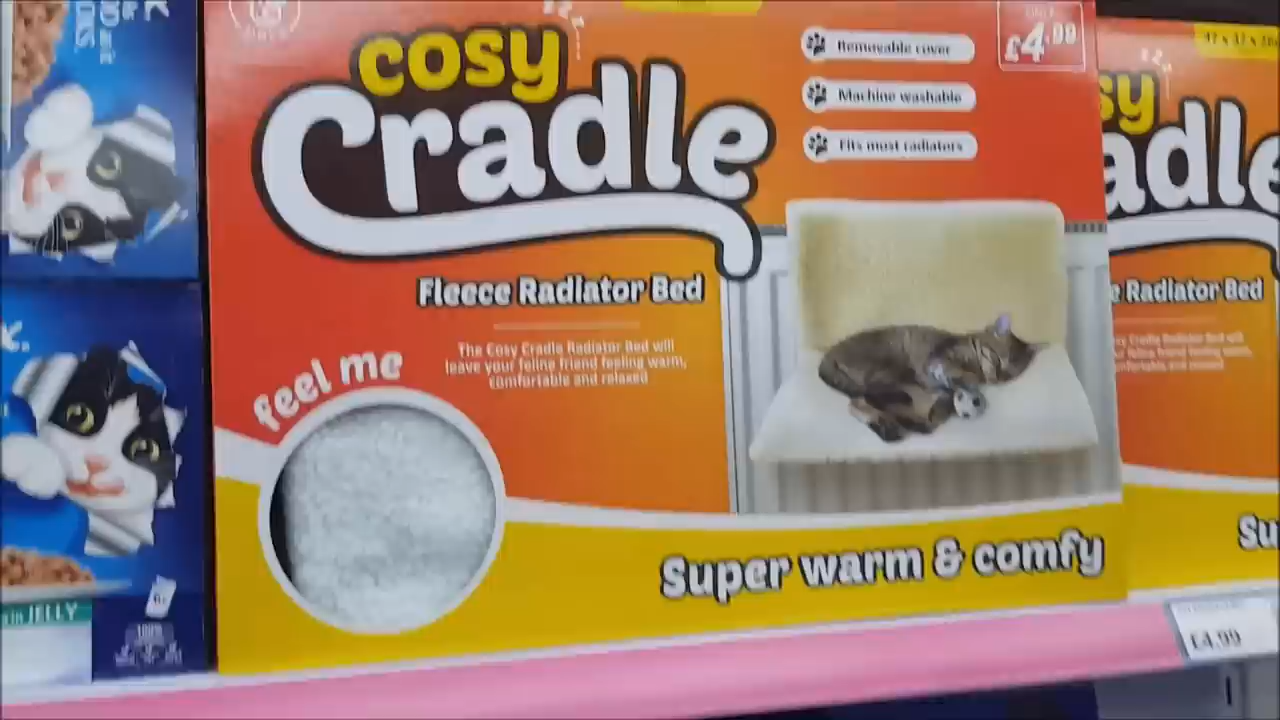 cosy
Cradle
Fleece Radiator Bed
The Cosy Cradle Radiator Bed will
leave your feline friend feeling warm,
comfortable and relaxed
feel me
Super warm & comfy
Removable cover
Machine washable
Fits most radiators
ONLY
£4.99
sy
adle
e Radiator Bed
Su
£4.99
in JELLY